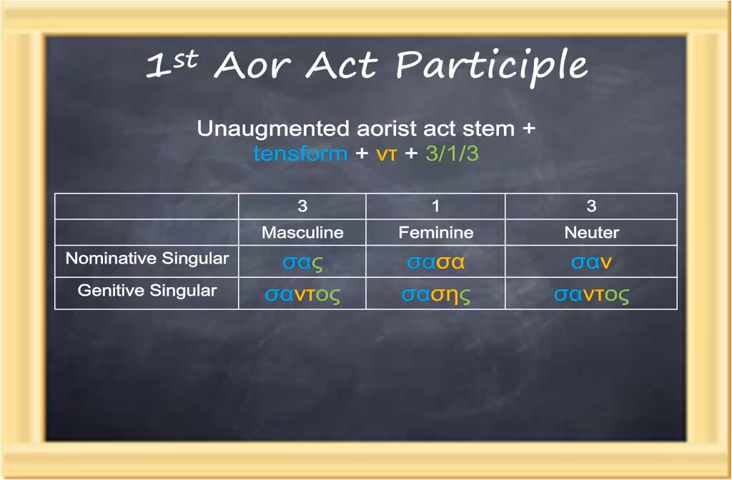 1st Aor Act Participle
Unaugmented aorist act stem +
tensform + ντ + 3/1/3
3 1 3
Masculine Feminine Neuter
Nominative Singular σας σασα σαν
Genitive Singular σαντος σασης σαντος